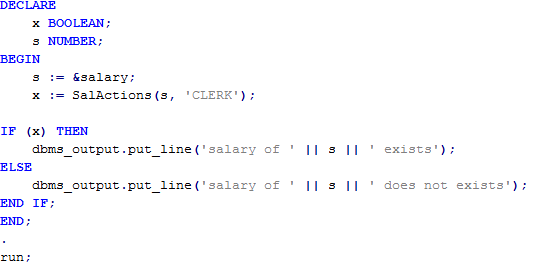 DECLARE
x BOOLEAN;
s NUMBER;
BEGIN
s := &salary;
x := SalActions(s, 'CLERK');
IF (x) THEN
dbms_output.put_line('salary of ' || s || ' exists');
ELSE
dbms_output.put_line('salary of ' || s || ' does not exists');
END IF;
END;
.
run;